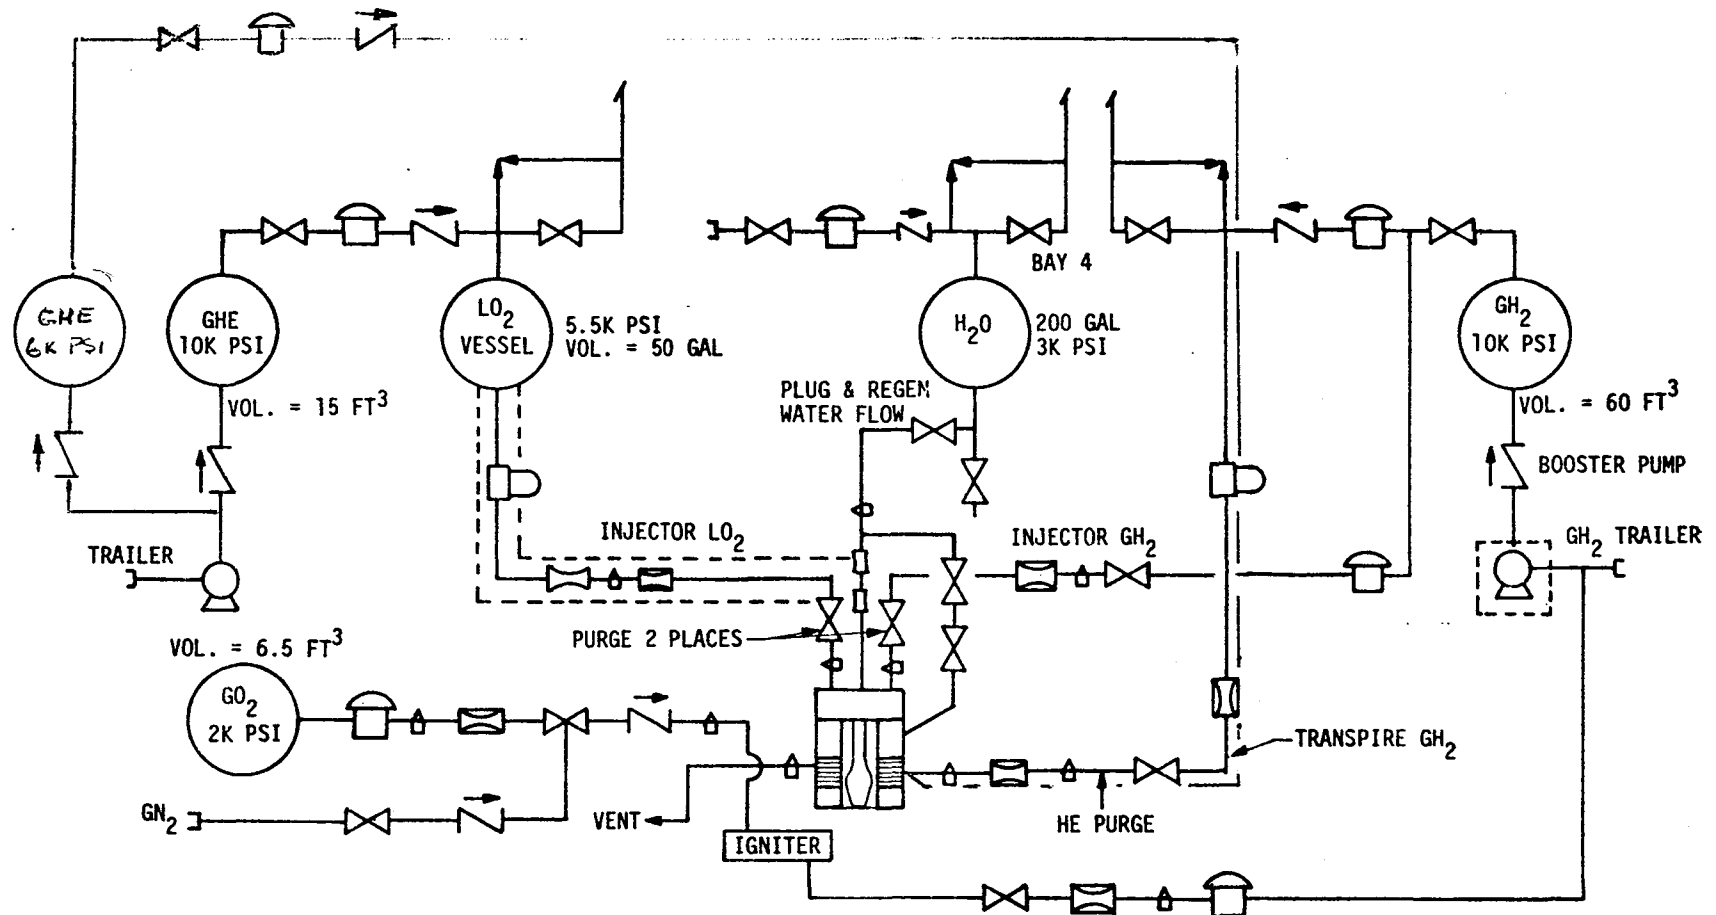 BAY 4
GHE
6K PSI
GHE
10K PSI
LO2
VESSEL
5.5K PSI
VOL. = 50 GAL
H2O
200 GAL
3K PSI
GH2
10K PSI
VOL. = 15 FT3
PLUG & REGEN
WATER FLOW
VOL. = 60 FT3
BOOSTER PUMP
INJECTOR LO2
INJECTOR GH2
GH2 TRAILER
TRAILER
PURGE 2 PLACES
VOL. = 6.5 FT3
GO2
2K PSI
TRANSPIRE GH2
GN2
VENT
HE PURGE
IGNITER